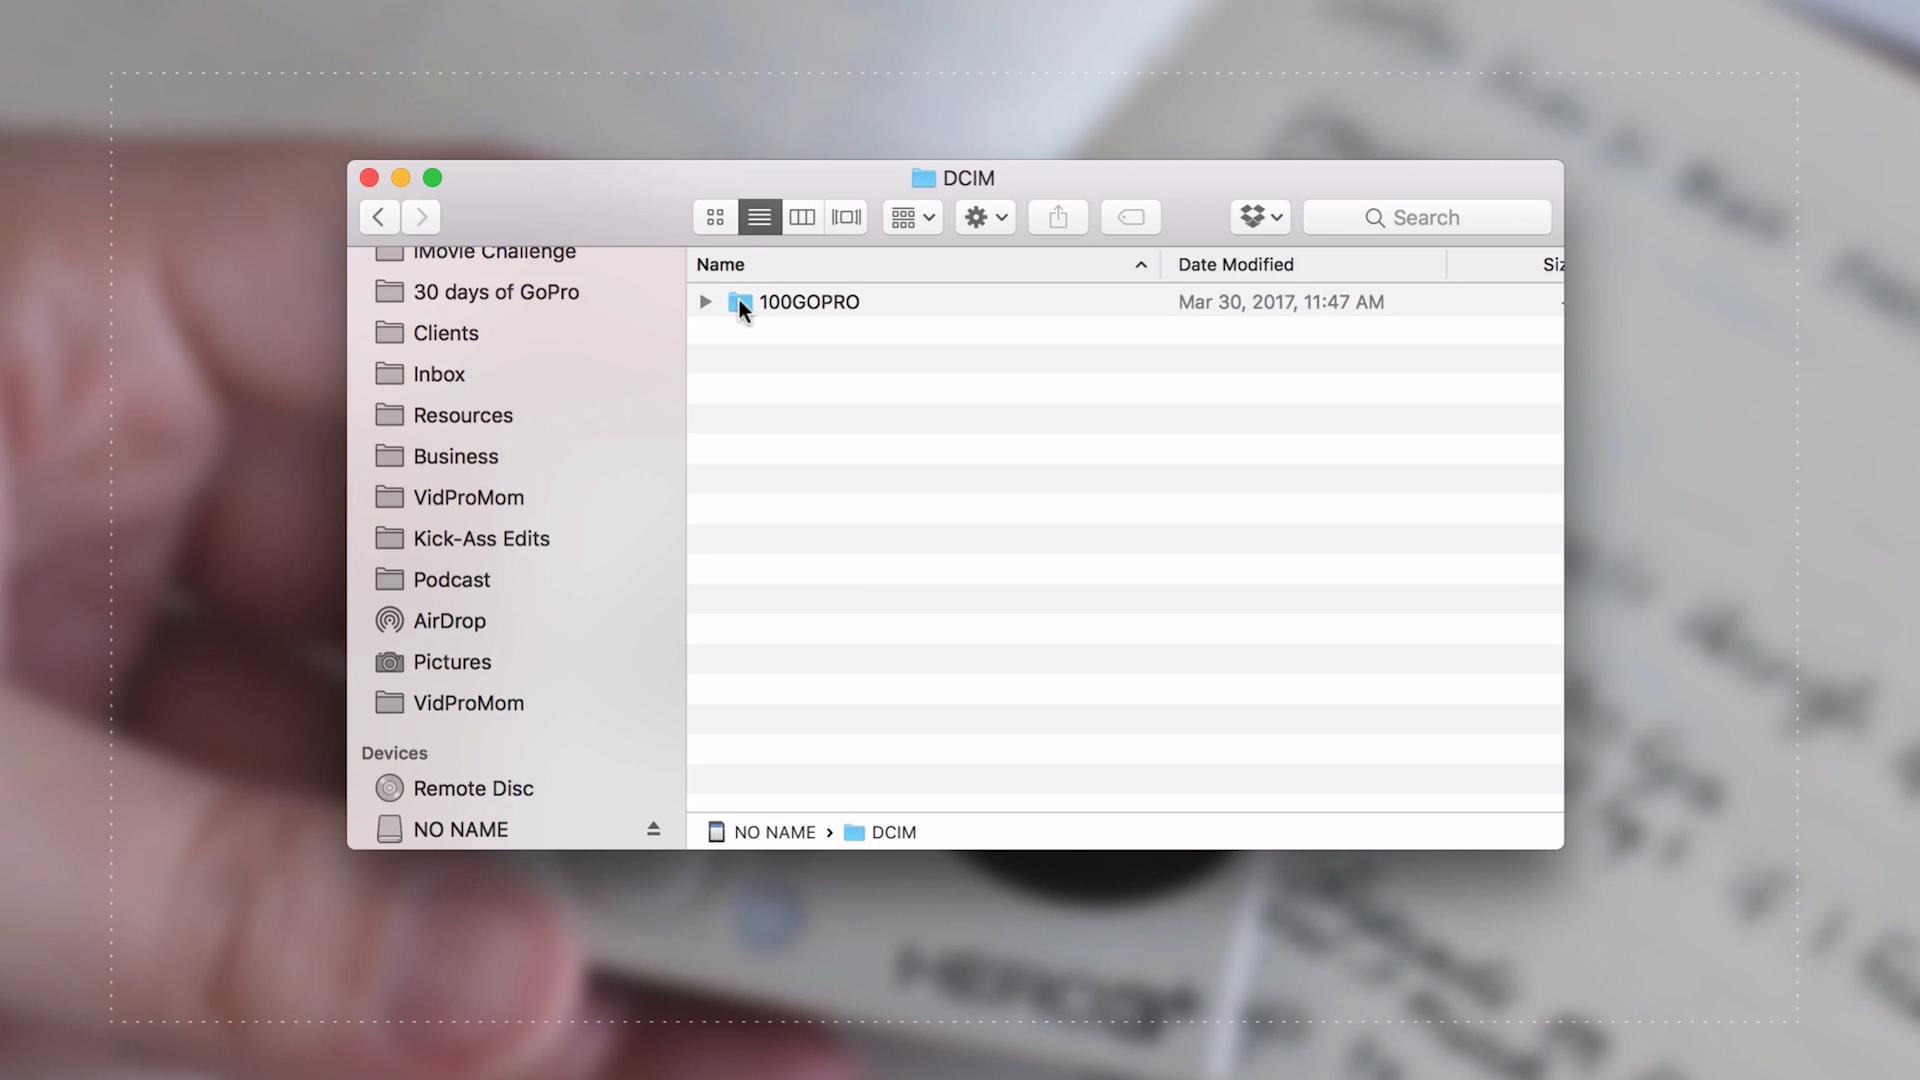 DCIM
Search
iMovie Challenge
30 days of GoPro
Clients
Inbox
Resources
Business
VidProMom
Kick-Ass Edits
Podcast
AirDrop
Pictures
VidProMom
Devices
Remote Disc
NO NAME
Name
Date Modified
100GOPRO
Mar 30, 2017, 11:47 AM
NO NAME › DCIM